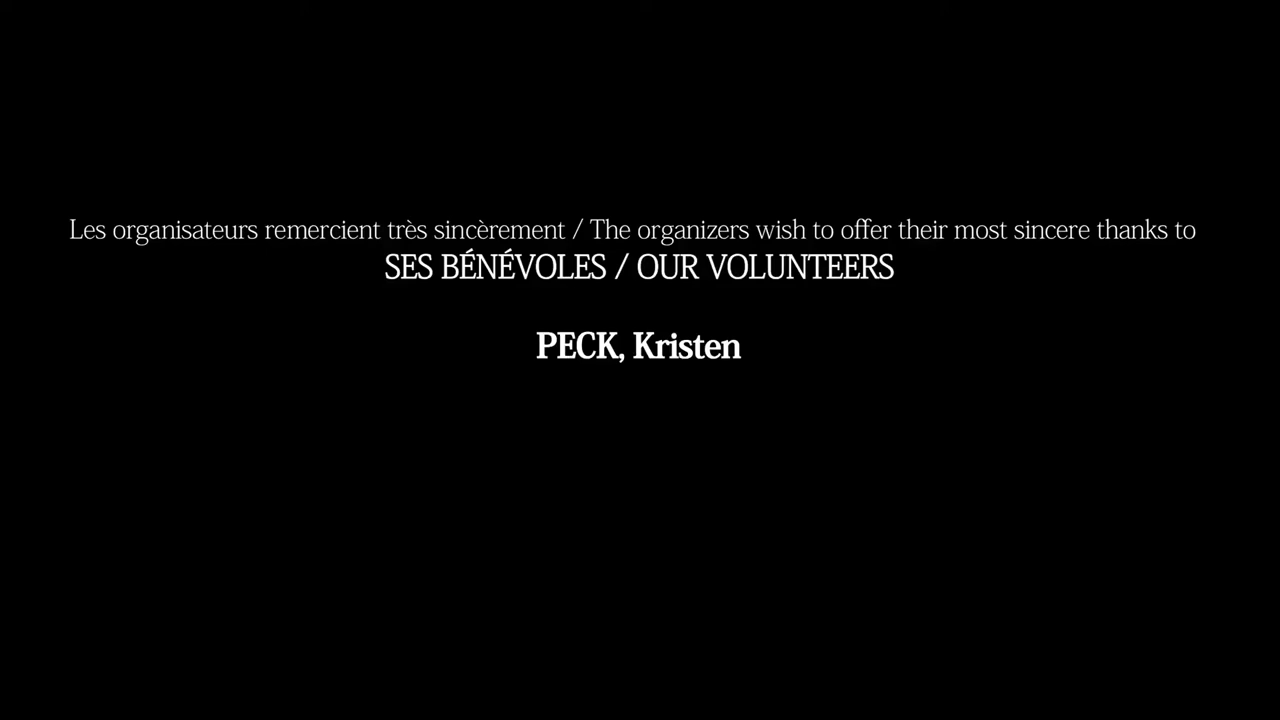 Les organisateurs remercient très sincèrement / The organizers wish to offer their most sincere thanks to
SES BÉNÉVOLES / OUR VOLUNTEERS
PECK, Kristen